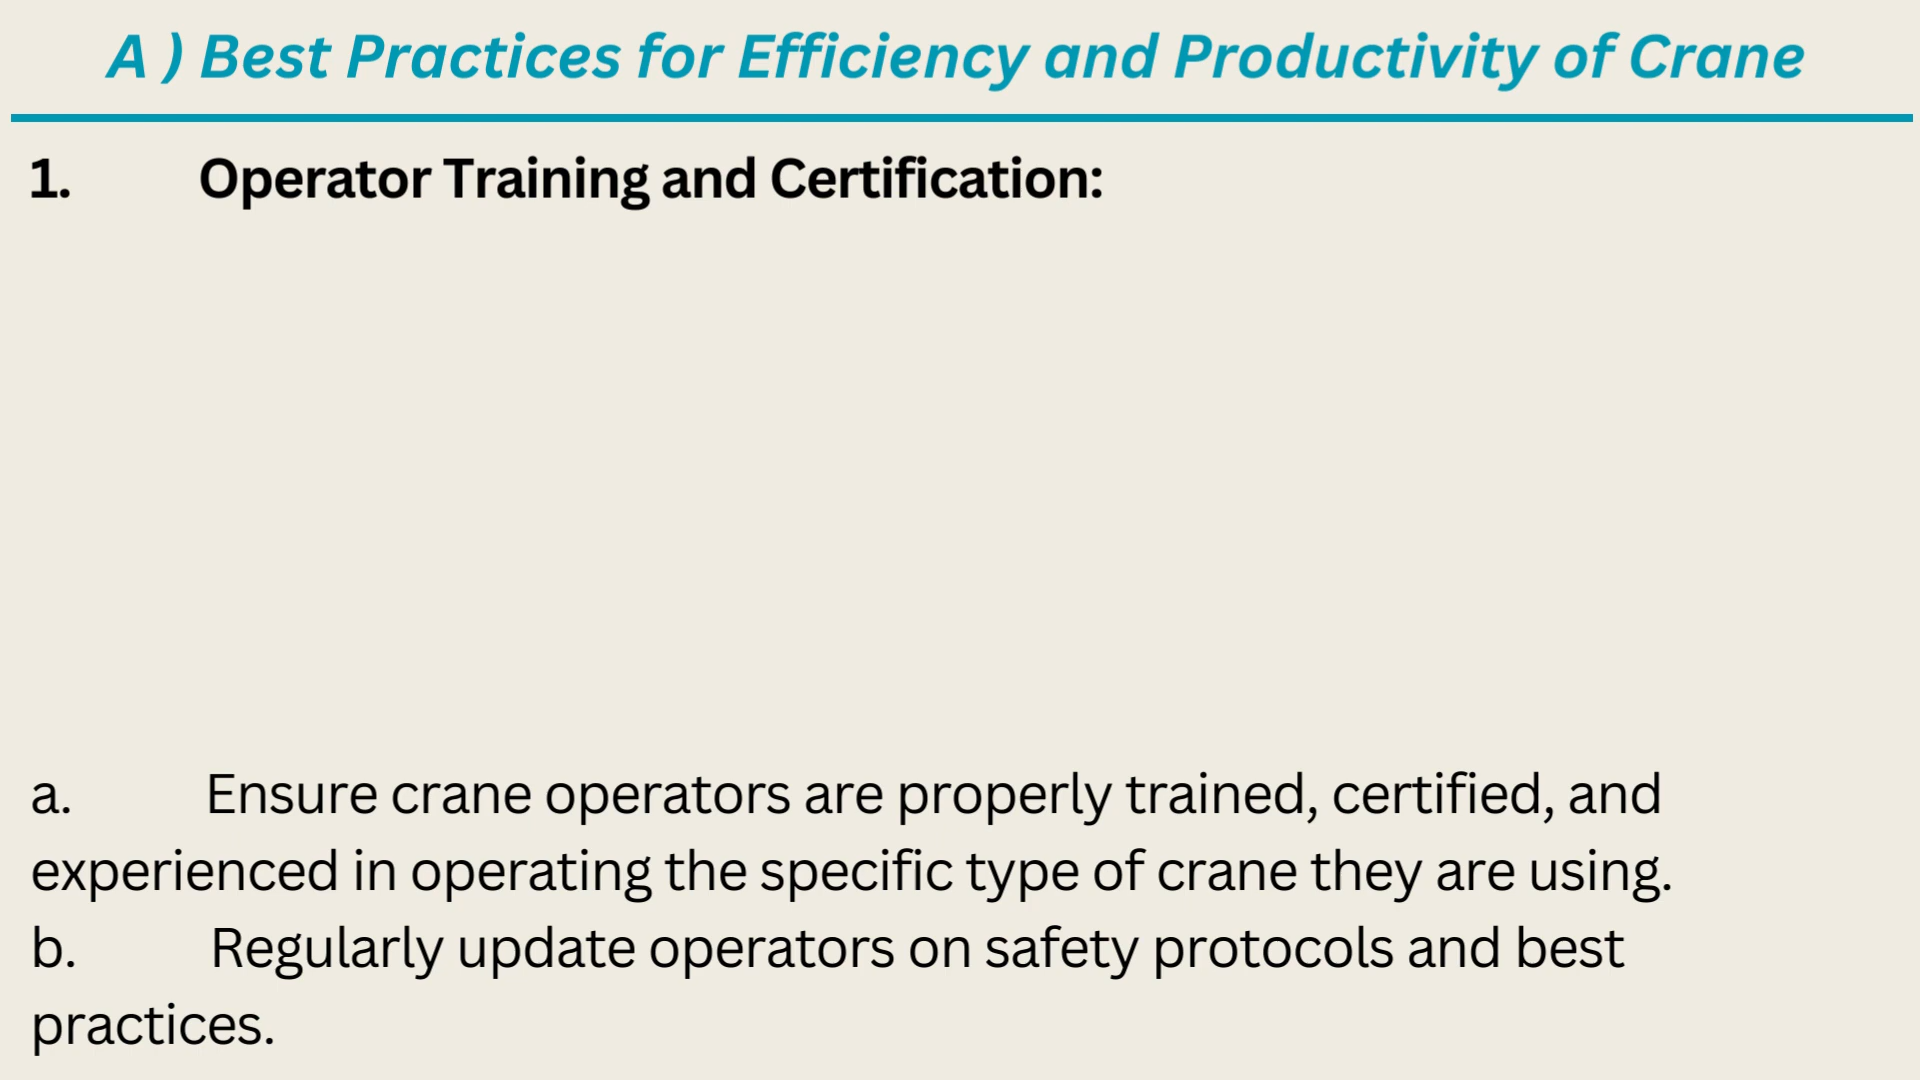 A ) Best Practices for Efficiency and Productivity of Crane
1. Operator Training and Certification:
a. Ensure crane operators are properly trained, certified, and
experienced in operating the specific type of crane they are using.
b. Regularly update operators on safety protocols and best
practices.